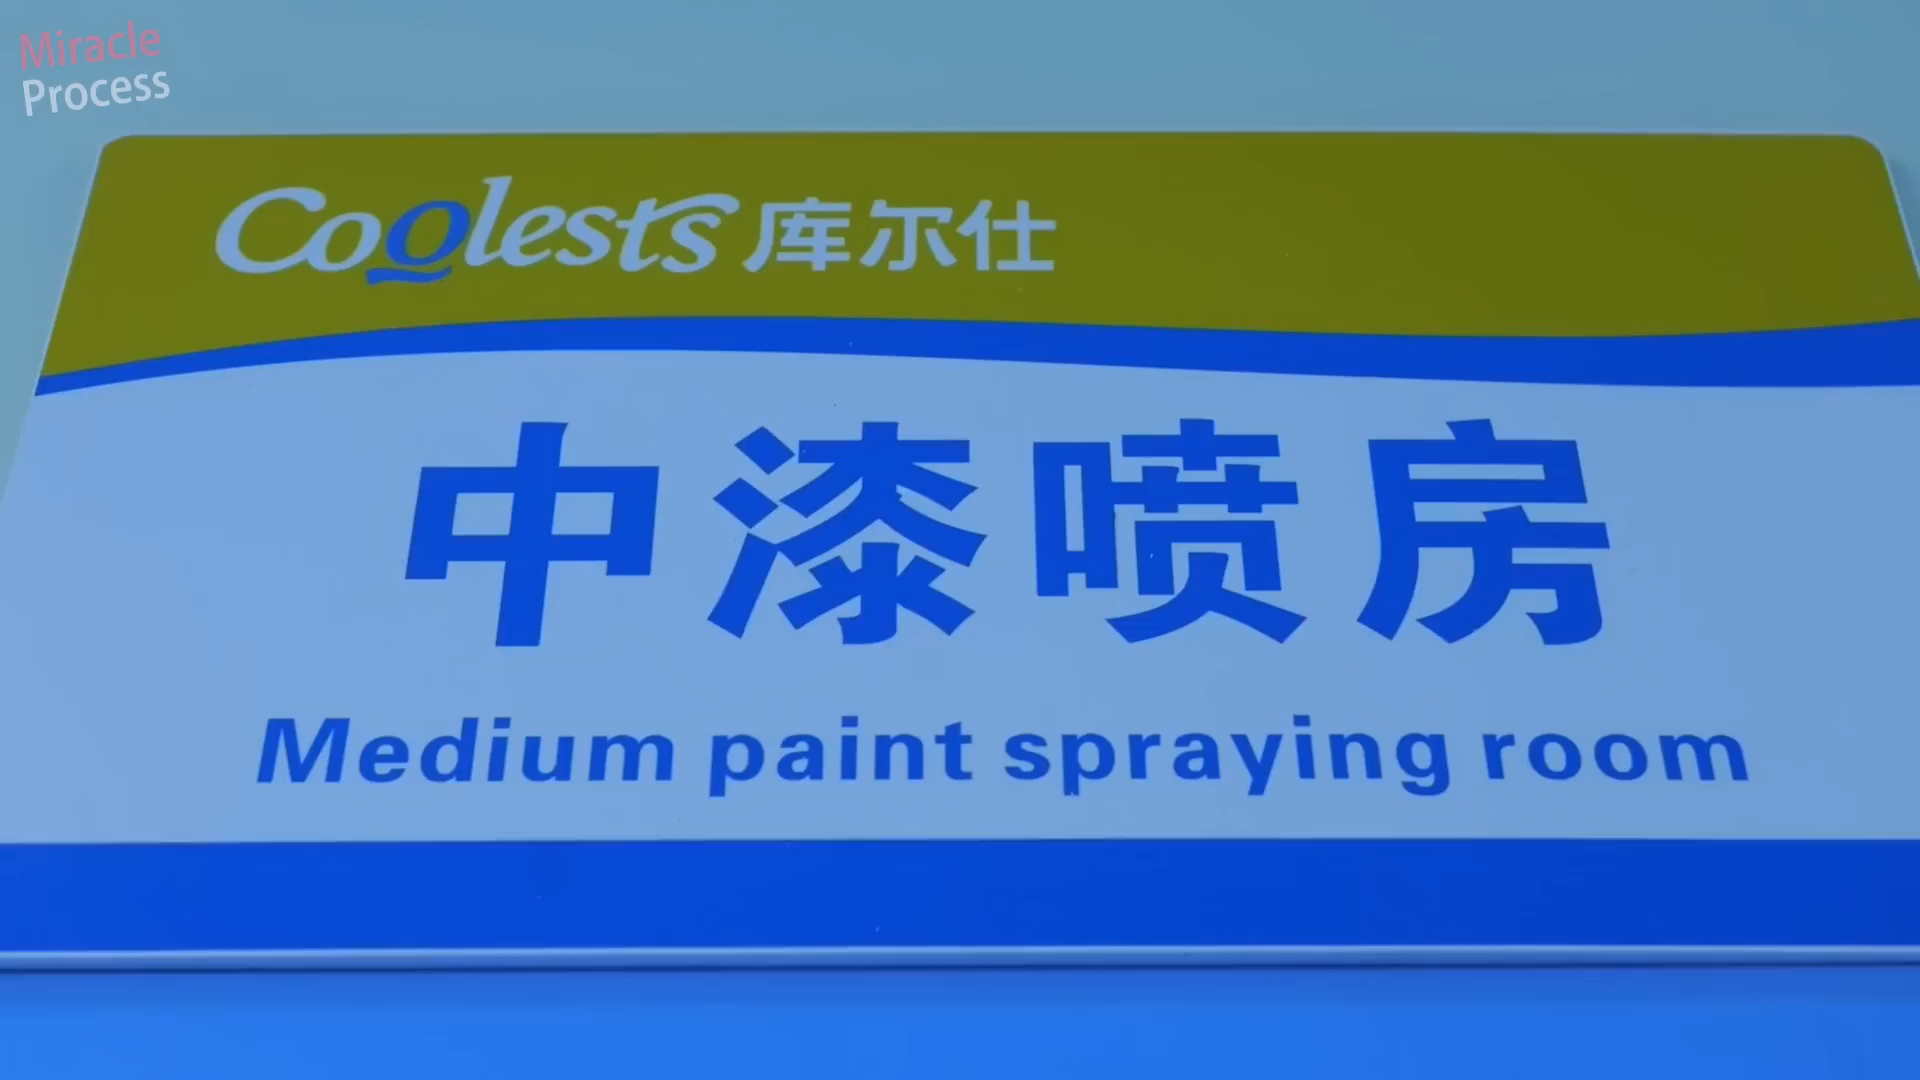 Miracle
Process
Coolests 库尔仕
中漆喷房
Medium paint spraying room